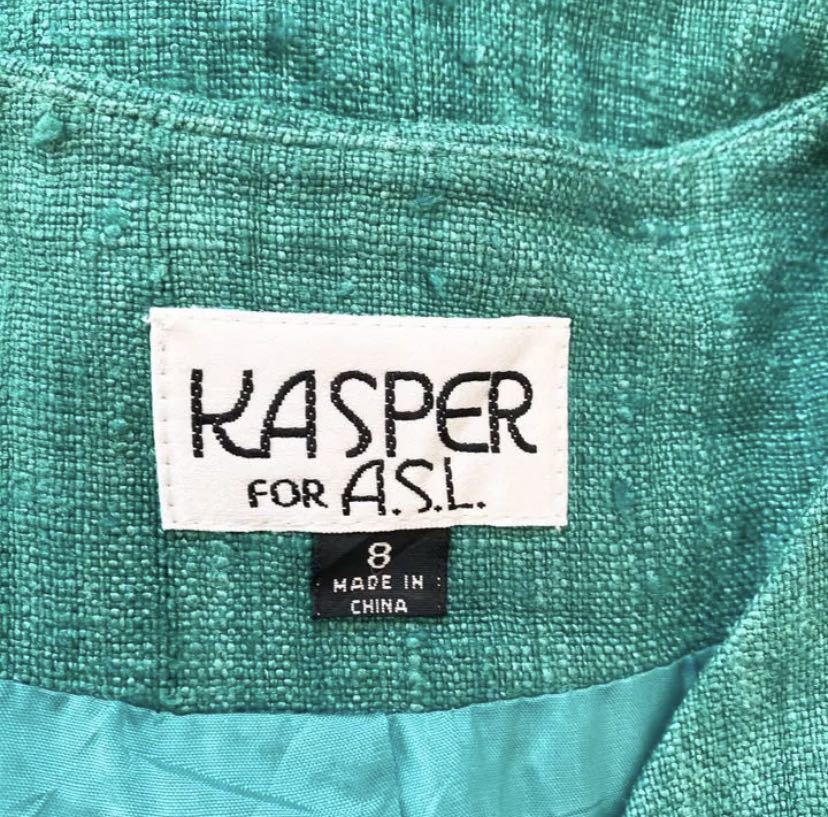 KASPER
FOR A.S.L.
8
MADE IN
CHINA